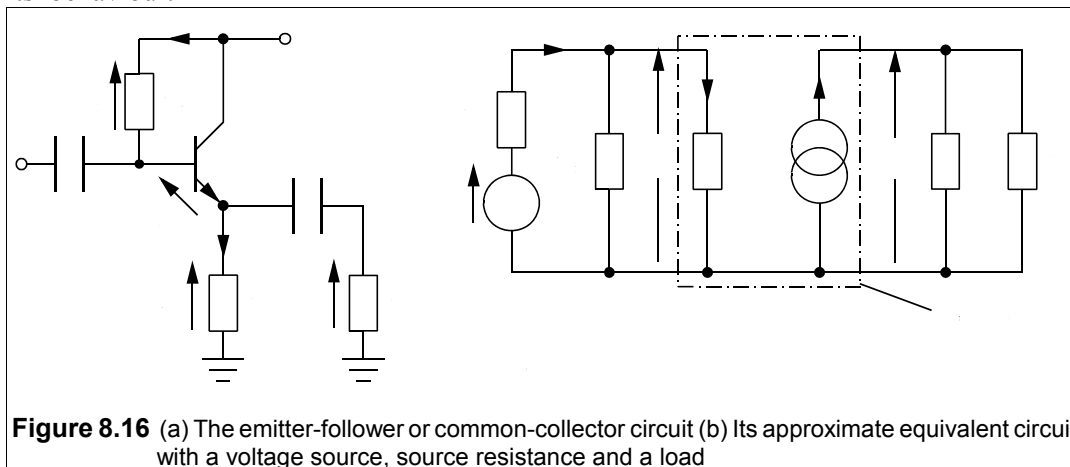 Figure 8.16 (a) The emitter-follower or common-collector circuit (b) Its approximate equivalent circui
with a voltage source, source resistance and a load